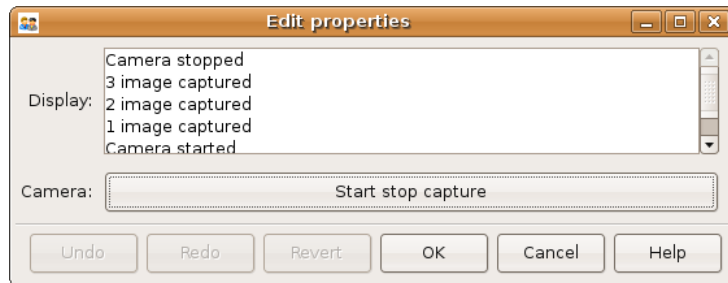 Edit properties
Display:
Camera stopped
3 image captured
2 image captured
1 image captured
Camera started
Camera: Start stop capture
Undo Redo Revert OK Cancel Help